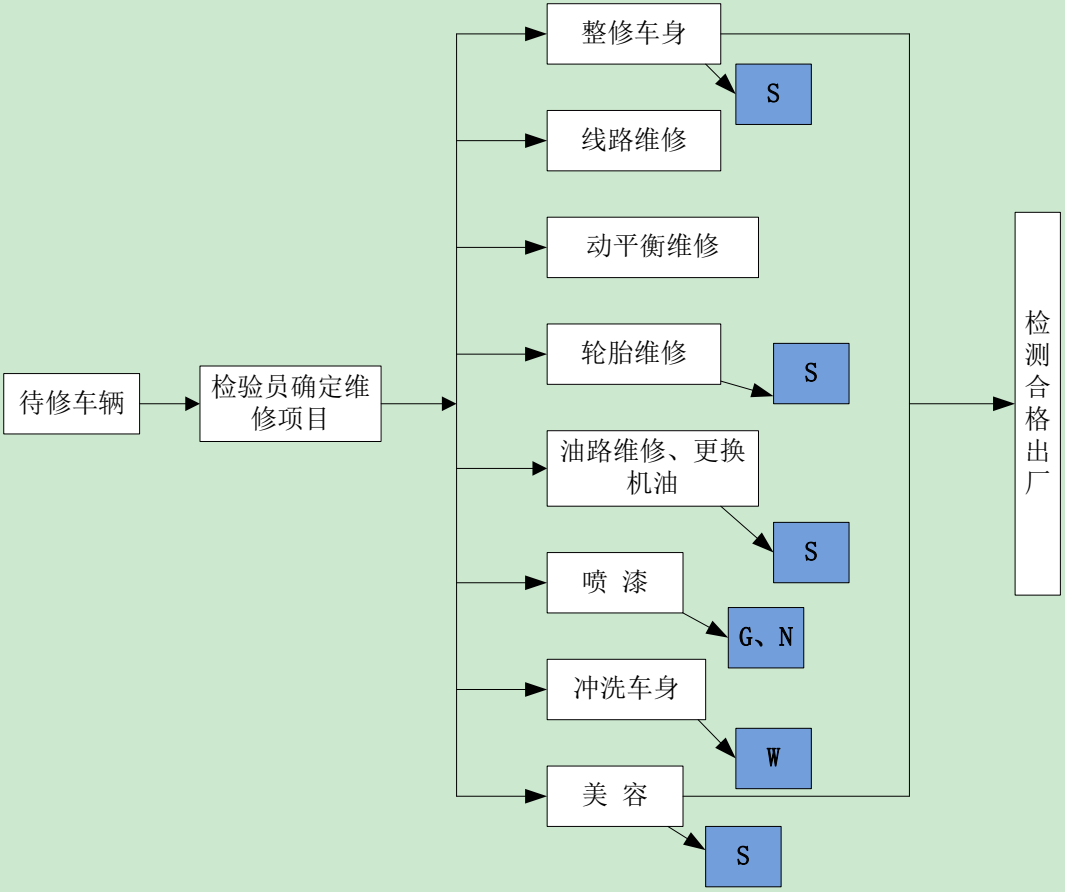 整修车身
S
线路维修
动平衡维修
轮胎维修
S
待修车辆
检验员确定维
修项目
油路维修、更换
机油
S
喷 漆
G、N
冲洗车身
W
美 容
S
检
测
合
格
出
厂